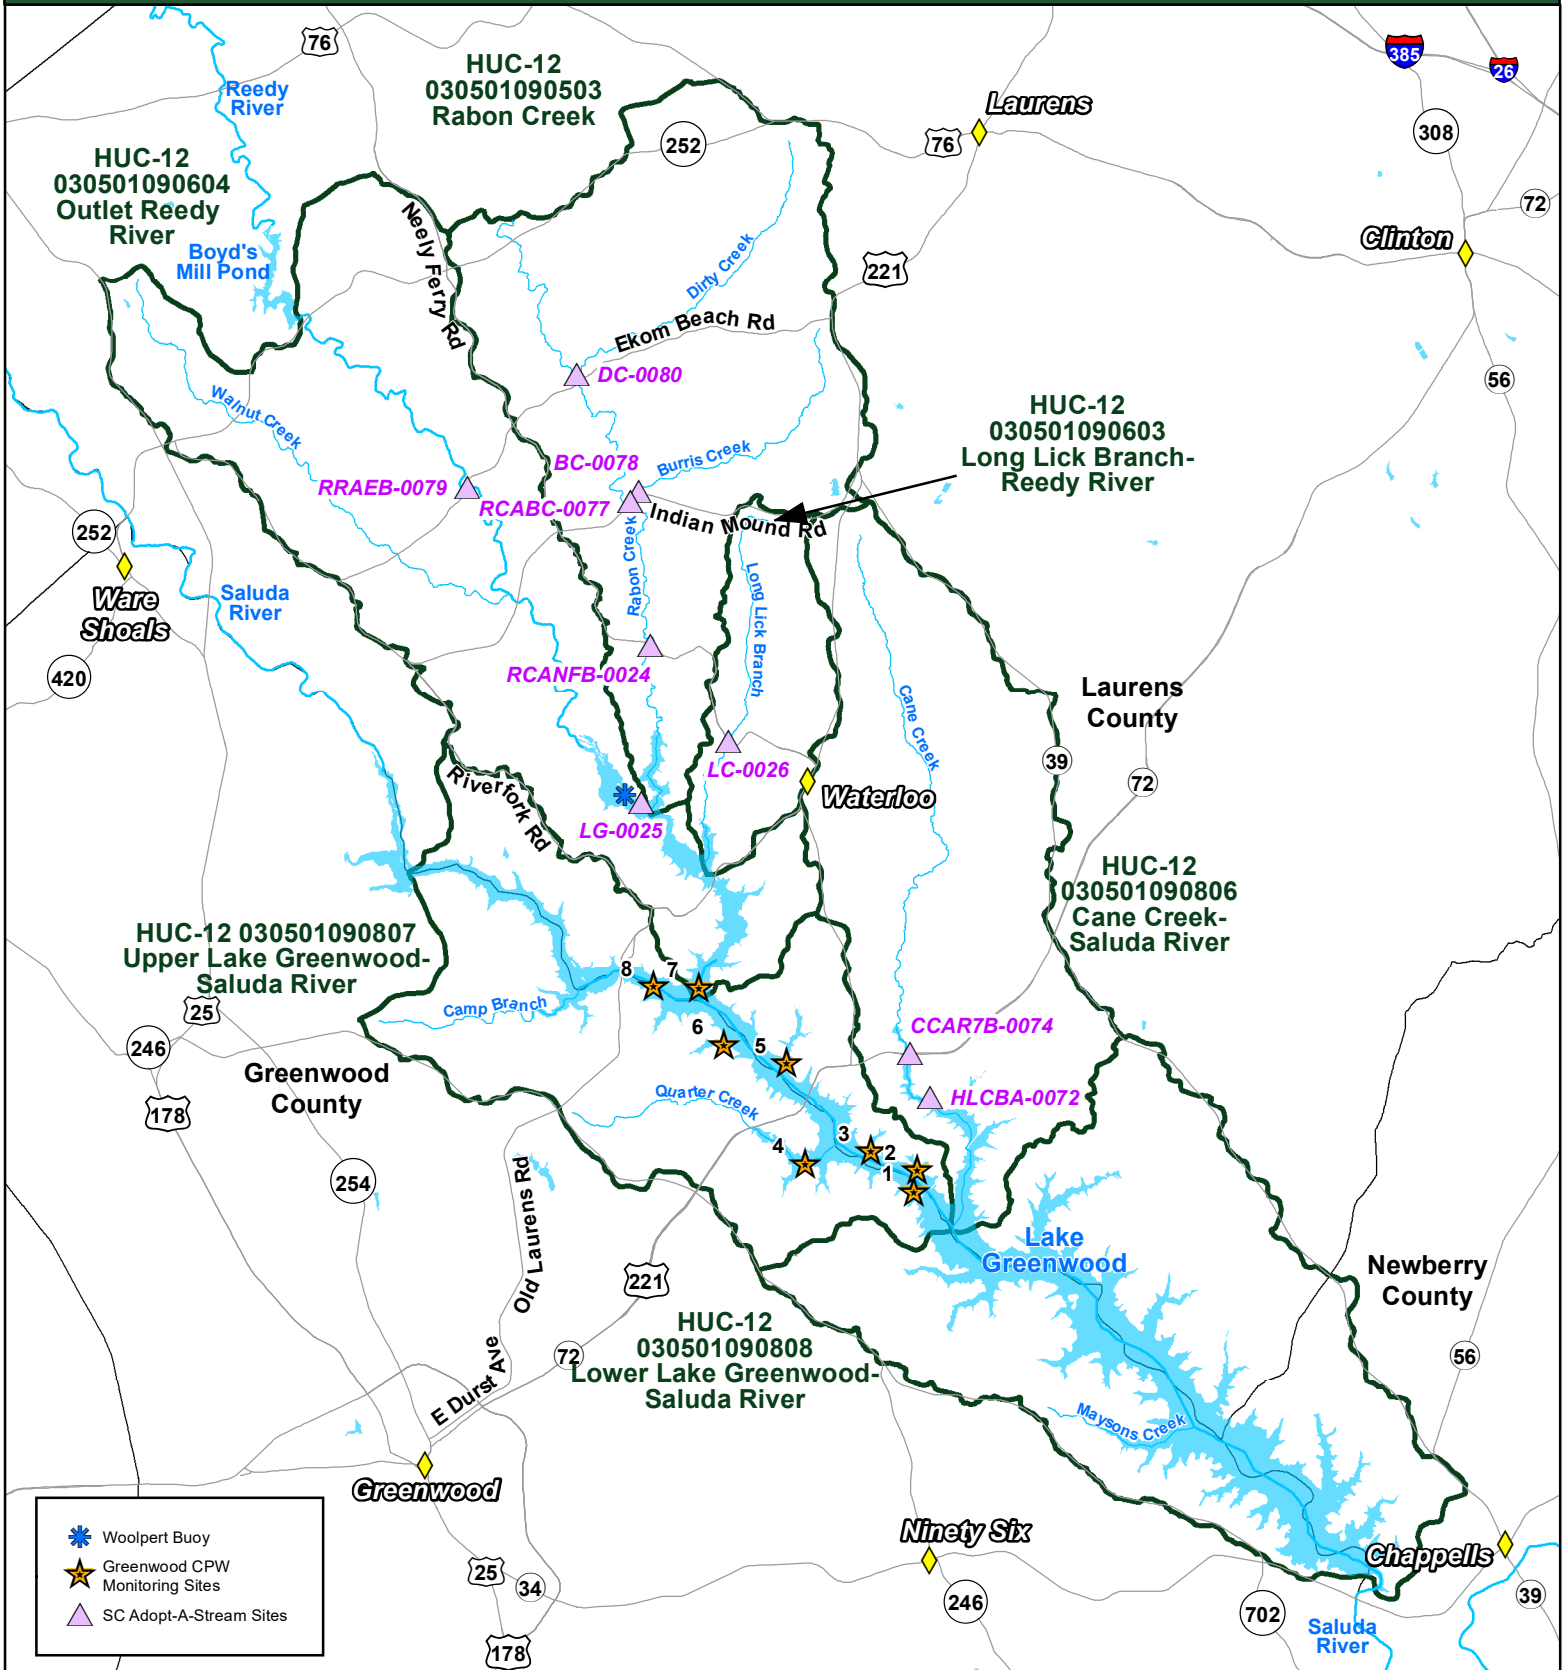 76
385
26
HUC-12
030501090503
Rabon Creek
Reedy
River
Laurens
76
252
308
HUC-12
030501090604
Outlet Reedy
River
72
Neely Ferry Rd
Clinton
Boyd's
Mill Pond
Dirty Creek
221
Ekom Beach Rd
DC-0080
56
Walnut Creek
HUC-12
030501090603
Long Lick Branch-
Reedy River
BC-0078
Burris Creek
RRAEB-0079
RCABC-0077
Indian Mound Rd
252
Rabon Creek
Long Lick Branch
Ware
Shoals
Saluda
River
420
RCANFB-0024
Laurens
County
Cane Creek
39
72
LC-0026
Riverfork Rd
Waterloo
LG-0025
HUC-12
030501090806
Cane Creek-
Saluda River
HUC-12 030501090807
Upper Lake Greenwood-
Saluda River
8
7
25
Camp Branch
6
5
CCAR7B-0074
246
Greenwood
County
178
Quarter Creek
HLCBA-0072
3
4
2
1
254
Old Laurens Rd
Lake
Greenwood
221
Newberry
County
HUC-12
030501090808
Lower Lake Greenwood-
Saluda River
72
56
E Durst Ave
Maysons Creek
Greenwood
Ninety Six
Chappells
Woolpert Buoy
Greenwood CPW
Monitoring Sites
SC Adopt-A-Stream Sites
25
34
246
702
39
Saluda
River
178